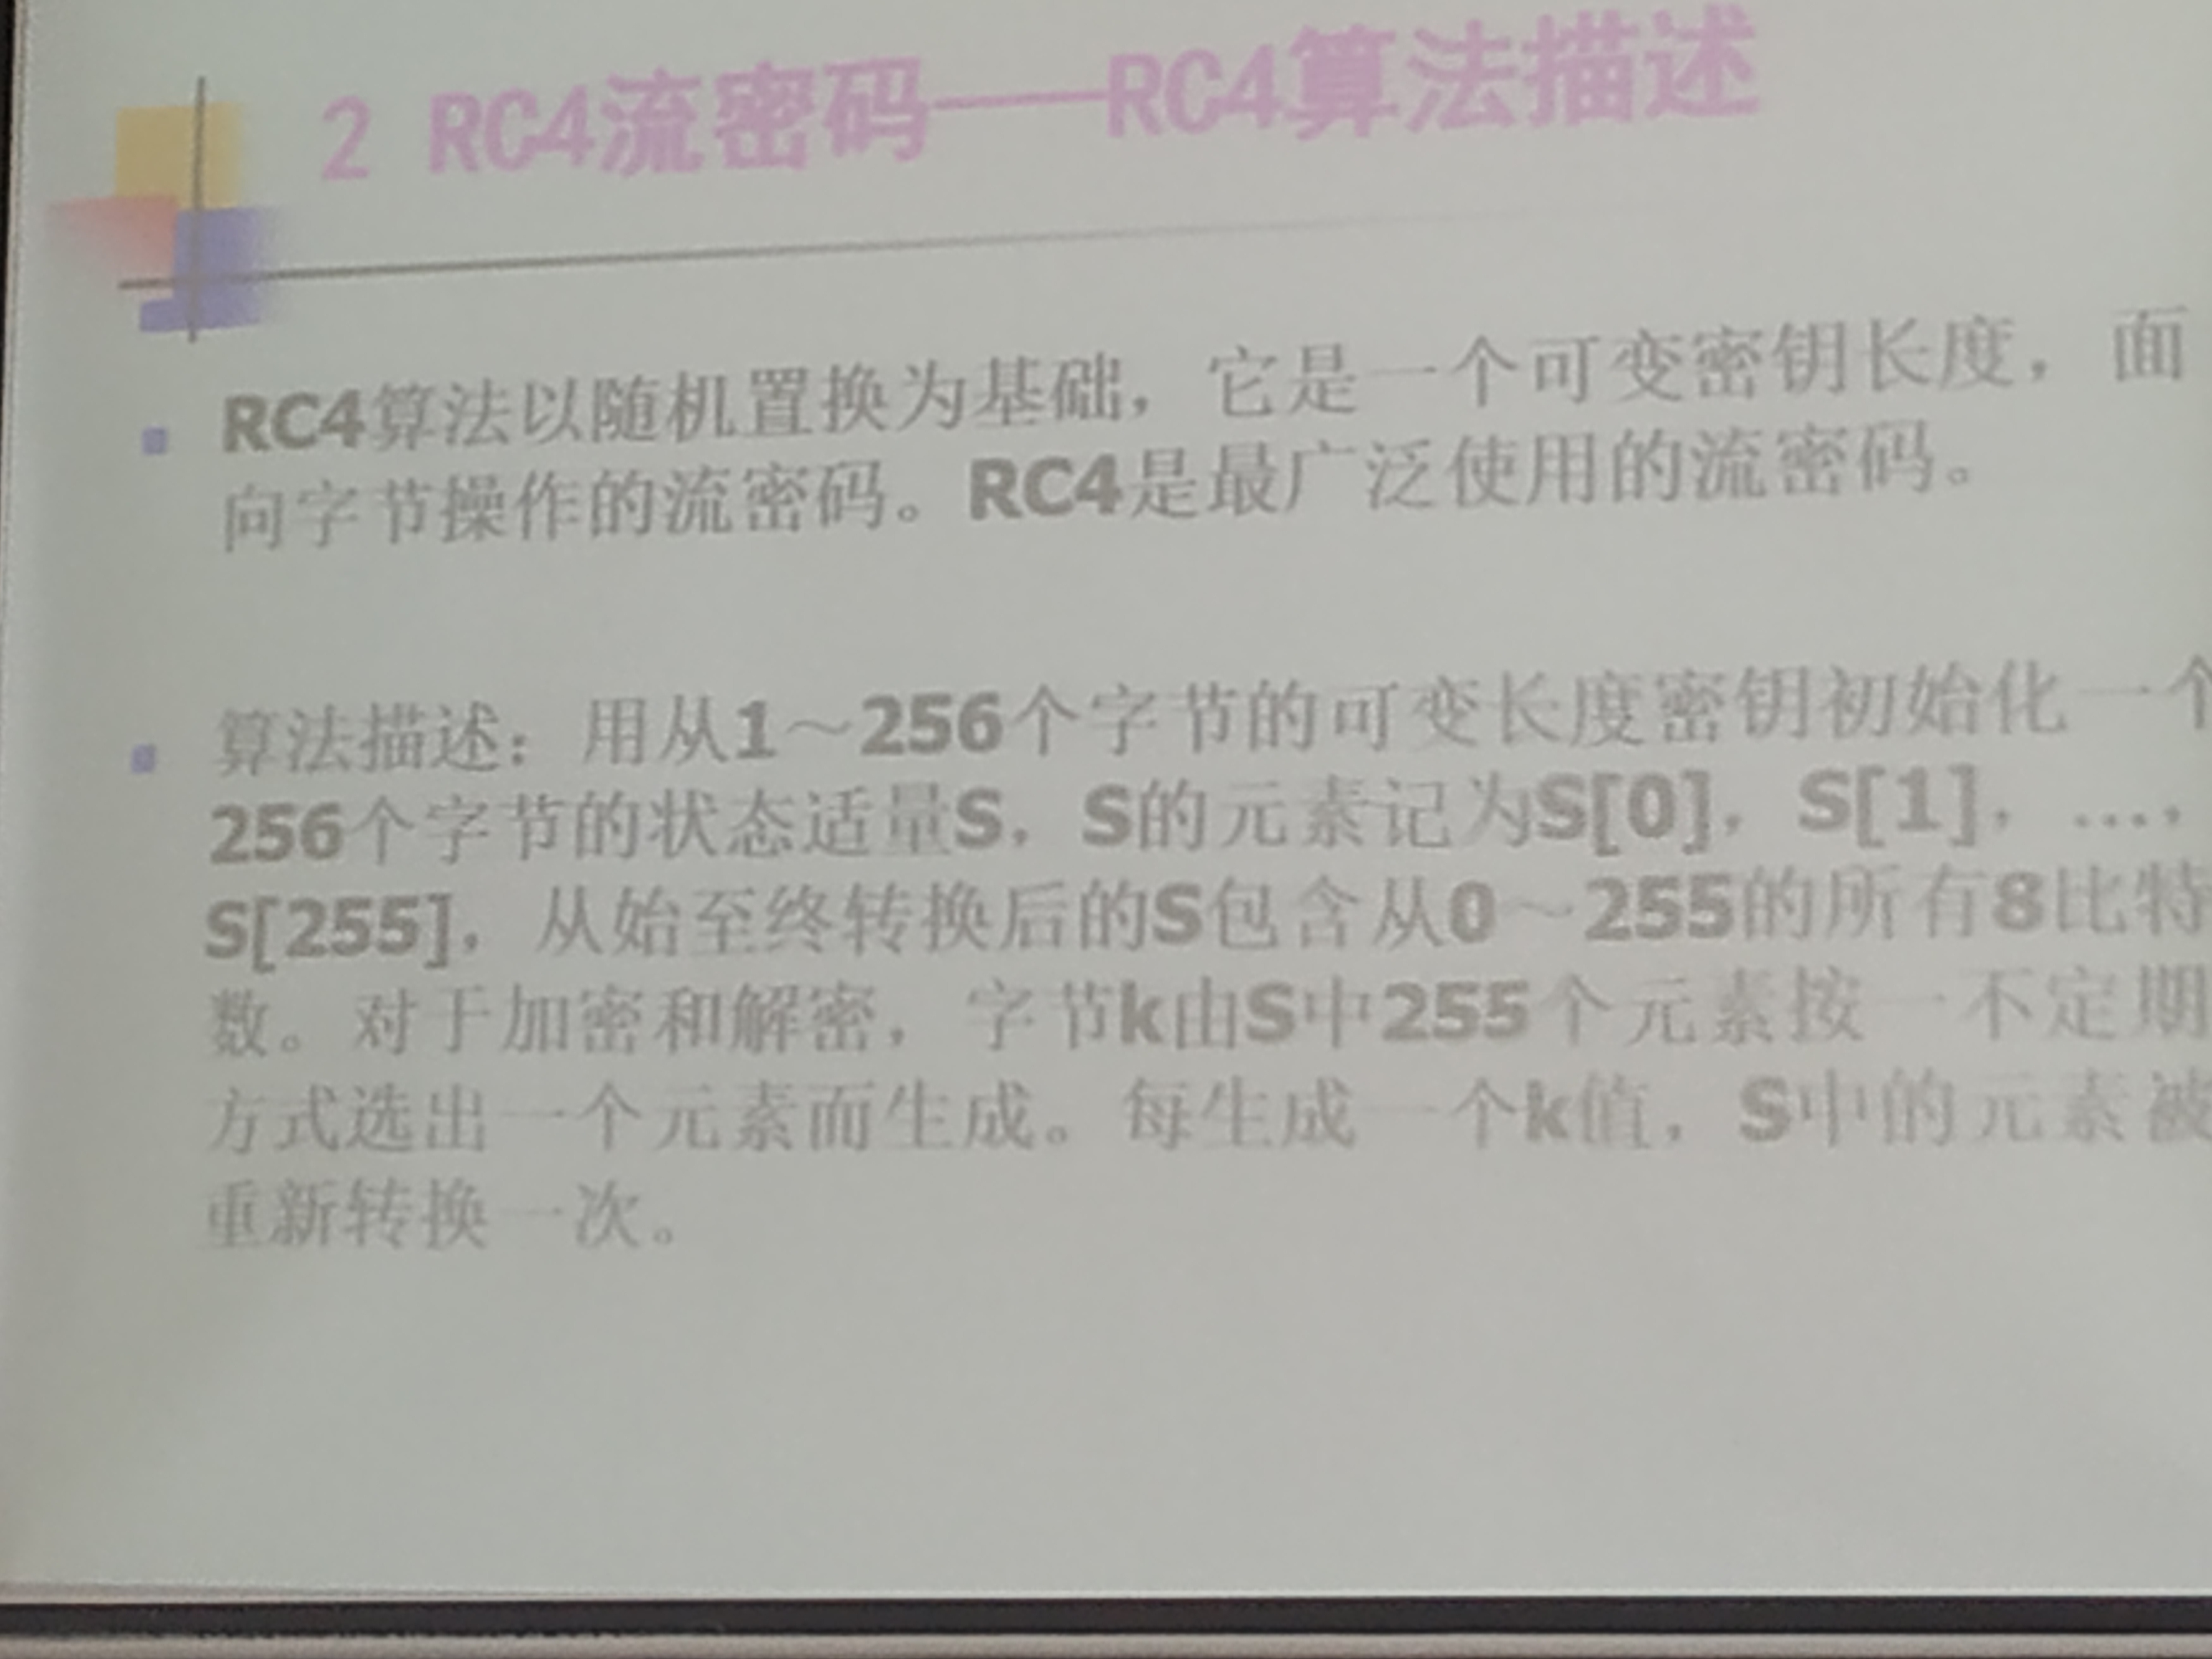 2 RC4流密码——RC4算法描述
RC4算法以随机置换为基础，它是一个可变密钥长度，面
向字节操作的流密码。RC4是最广泛使用的流密码。
算法描述：用从1～256个字节的可变长度密钥初始化一个
256个字节的状态适量S，S的元素记为S[0]，S[1]，…，
S[255]，从始至终转换后的S包含从0～255的所有8比特
数。对于加密和解密，字节k由S中255个元素按一不定期
方式选出一个元素而生成。每生成一个k值，S中的元素被
重新转换一次。